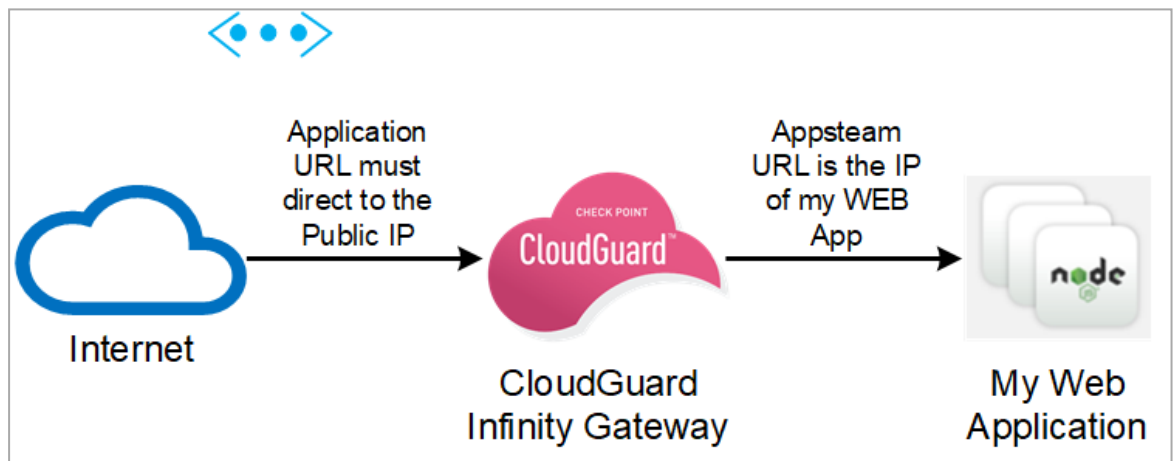 Application
URL must
direct to the
Public IP
Appsteam
URL is the IP
of my WEB
App
CHECK POINT
CloudGuard™
node
JS
Internet
CloudGuard
Infinity Gateway
My Web
Application